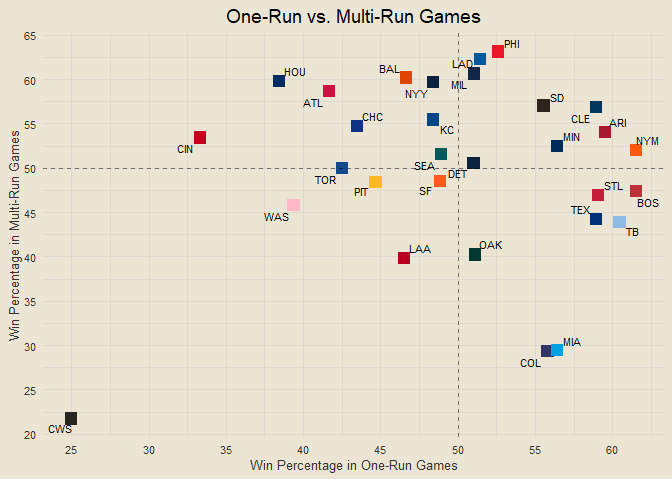 One-Run vs. Multi-Run Games
65
PHI
LAD
60
HOU
BAL
MIL
NYY
SD
ATL
55
CHC
KC
CLE
ARI
CIN
MIN
NYM
50
SEA
DET
TOR
PIT
SF
STL
45
WAS
TEX
BOS
TB
40
LAA
OAK
35
30
MIA
COL
25
CWS
20
25
30
35
40
45
50
55
60
Win Percentage in One-Run Games
Win Percentage in Multi-Run Games